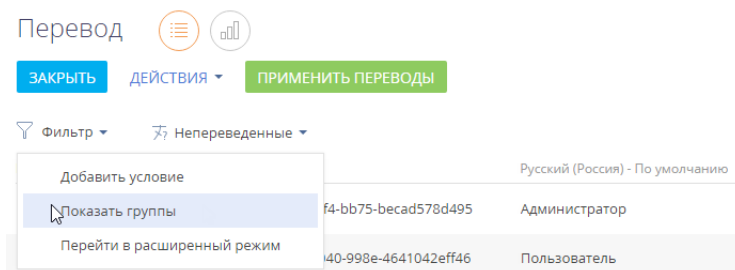 Перевод
ЗАКРЫТЬ ДЕЙСТВИЯ ПРИМЕНИТЬ ПЕРЕВОДЫ
Фильтр Непереведенные
Добавить условие
Русский (Россия) - По умолчанию
Показать группы
f4-bb75-becad578d495 Администратор
Перейти в расширенный режим
040-998e-4641042eff46 Пользователь